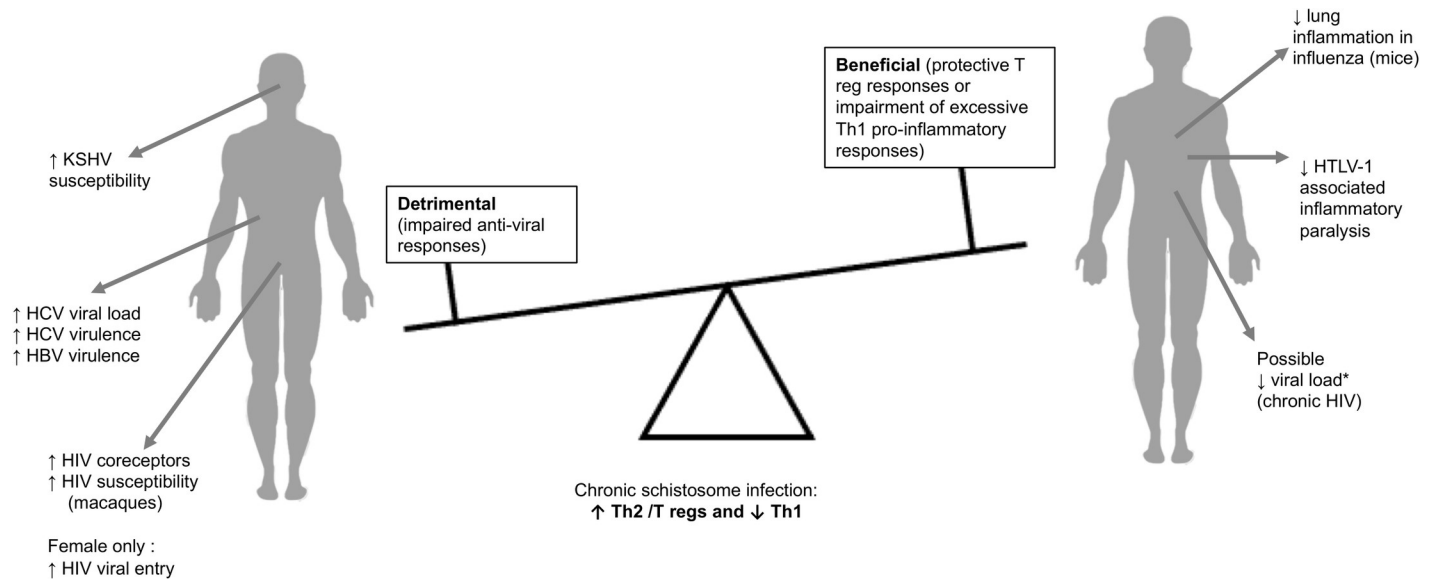 ↑ KSHV
susceptibility
↑ HCV viral load
↑ HCV virulence
↑ HBV virulence
↑ HIV coreceptors
↑ HIV susceptibility
(macaques)
Female only :
↑ HIV viral entry
Detrimental
(impaired anti-viral
responses)
Beneficial (protective T
reg responses or
impairment of excessive
Th1 pro-inflammatory
responses)
Chronic schistosome infection:
↑ Th2 /T regs and ↓ Th1
↓ lung
inflammation in
influenza (mice)
↓ HTLV-1
associated
inflammatory
paralysis
Possible
↓ viral load*
(chronic HIV)